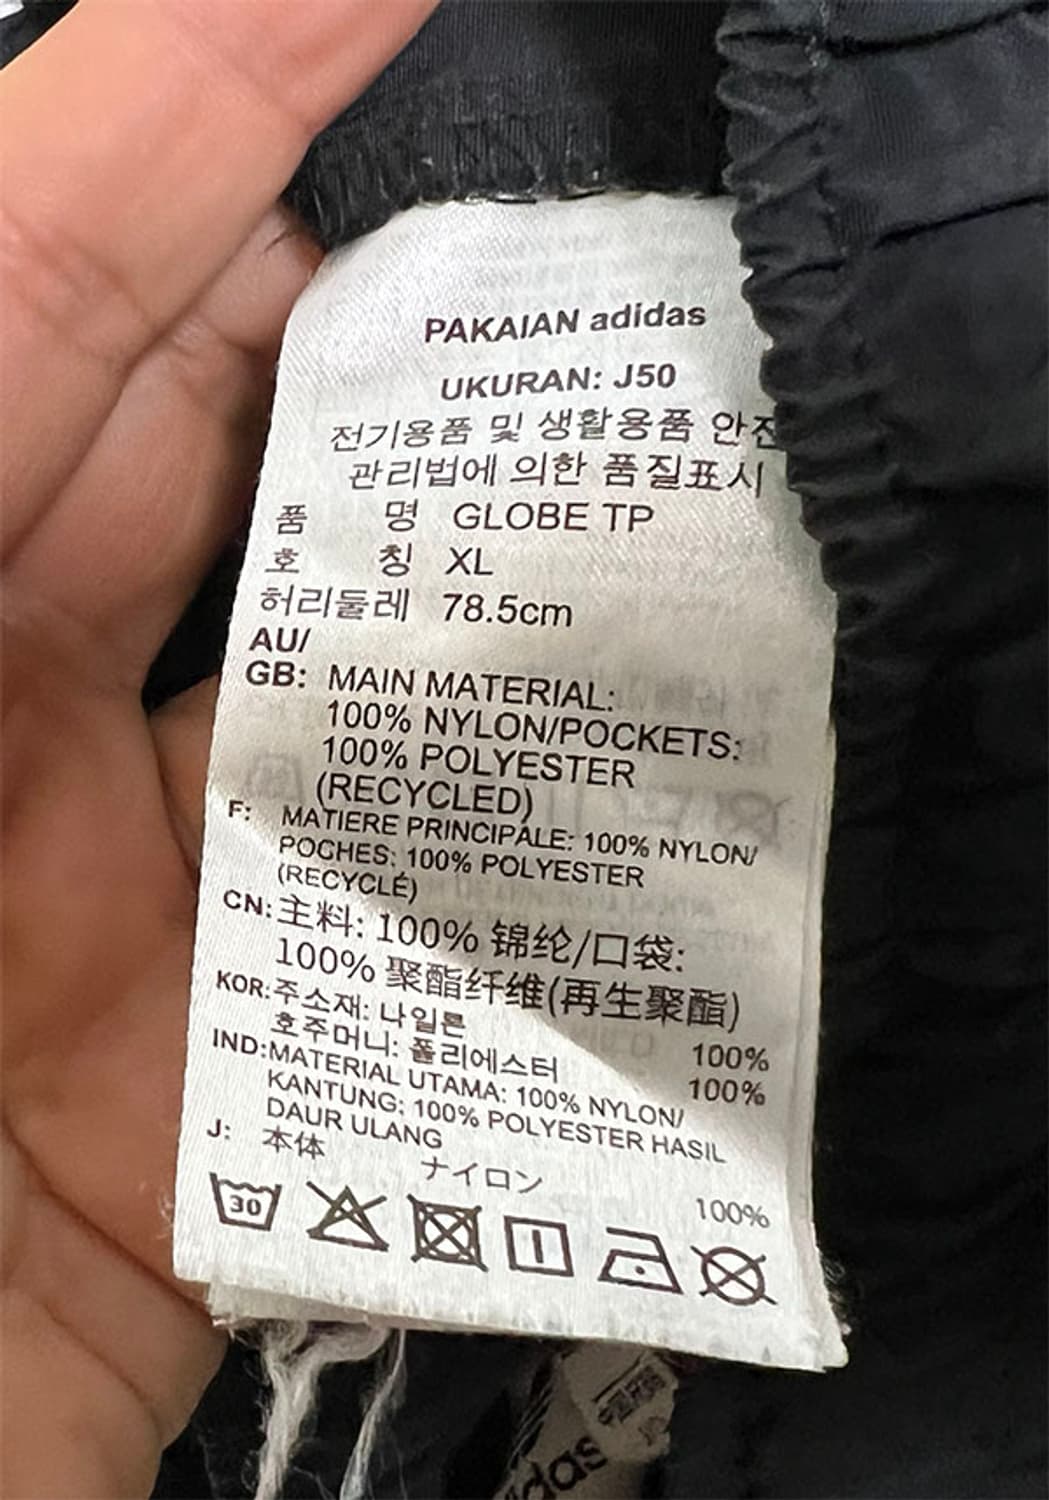 PAKAIAN adidas
UKURAN: J50
전기용품 및 생활용품 안전
관리법에 의한 품질표시
품 명 GLOBE TP
호 칭 XL
허리둘레 78.5cm
AU/
GB: MAIN MATERIAL:
100% NYLON/POCKETS:
100% POLYESTER
(RECYCLED)
F: MATIERE PRINCIPALE: 100% NYLON/
POCHES: 100% POLYESTER
(RECYCLÉ)
CN: 主料: 100% 锦纶/口袋:
100% 聚酯纤维(再生聚酯)
KOR: 주소재: 나일론 100%
호주머니: 폴리에스터 100%
IND: MATERIAL UTAMA: 100% NYLON/
KANTUNG: 100% POLYESTER HASIL
DAUR ULANG
J: 本体 ナイロン 100%
30